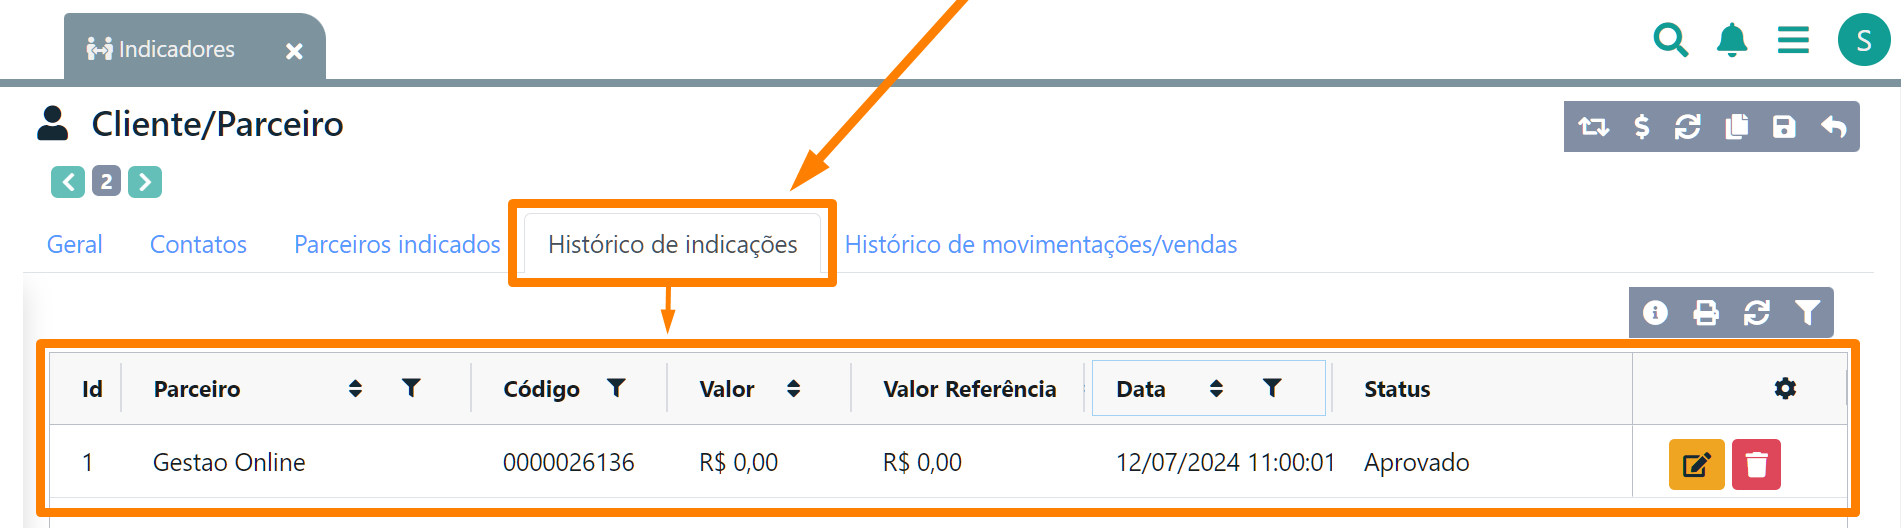 Indicadores
S
Cliente/Parceiro
2
Geral Contatos Parceiros indicados Histórico de indicações Histórico de movimentações/vendas
Id Parceiro Código Valor Valor Referência Data Status
1 Gestao Online 0000026136 R$ 0,00 R$ 0,00 12/07/2024 11:00:01 Aprovado